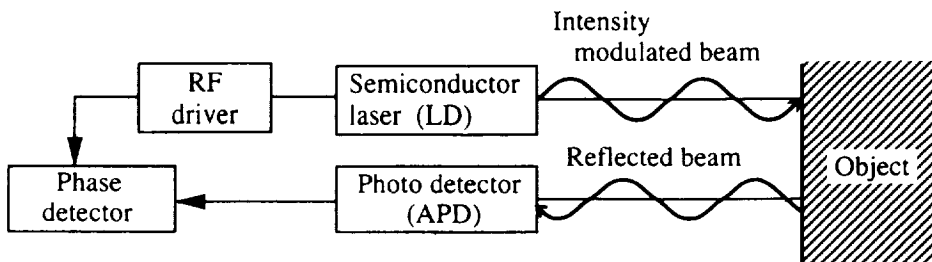 Intensity
modulated beam
RF
driver
Semiconductor
laser (LD)
Reflected beam
Object
Phase
detector
Photo detector
(APD)